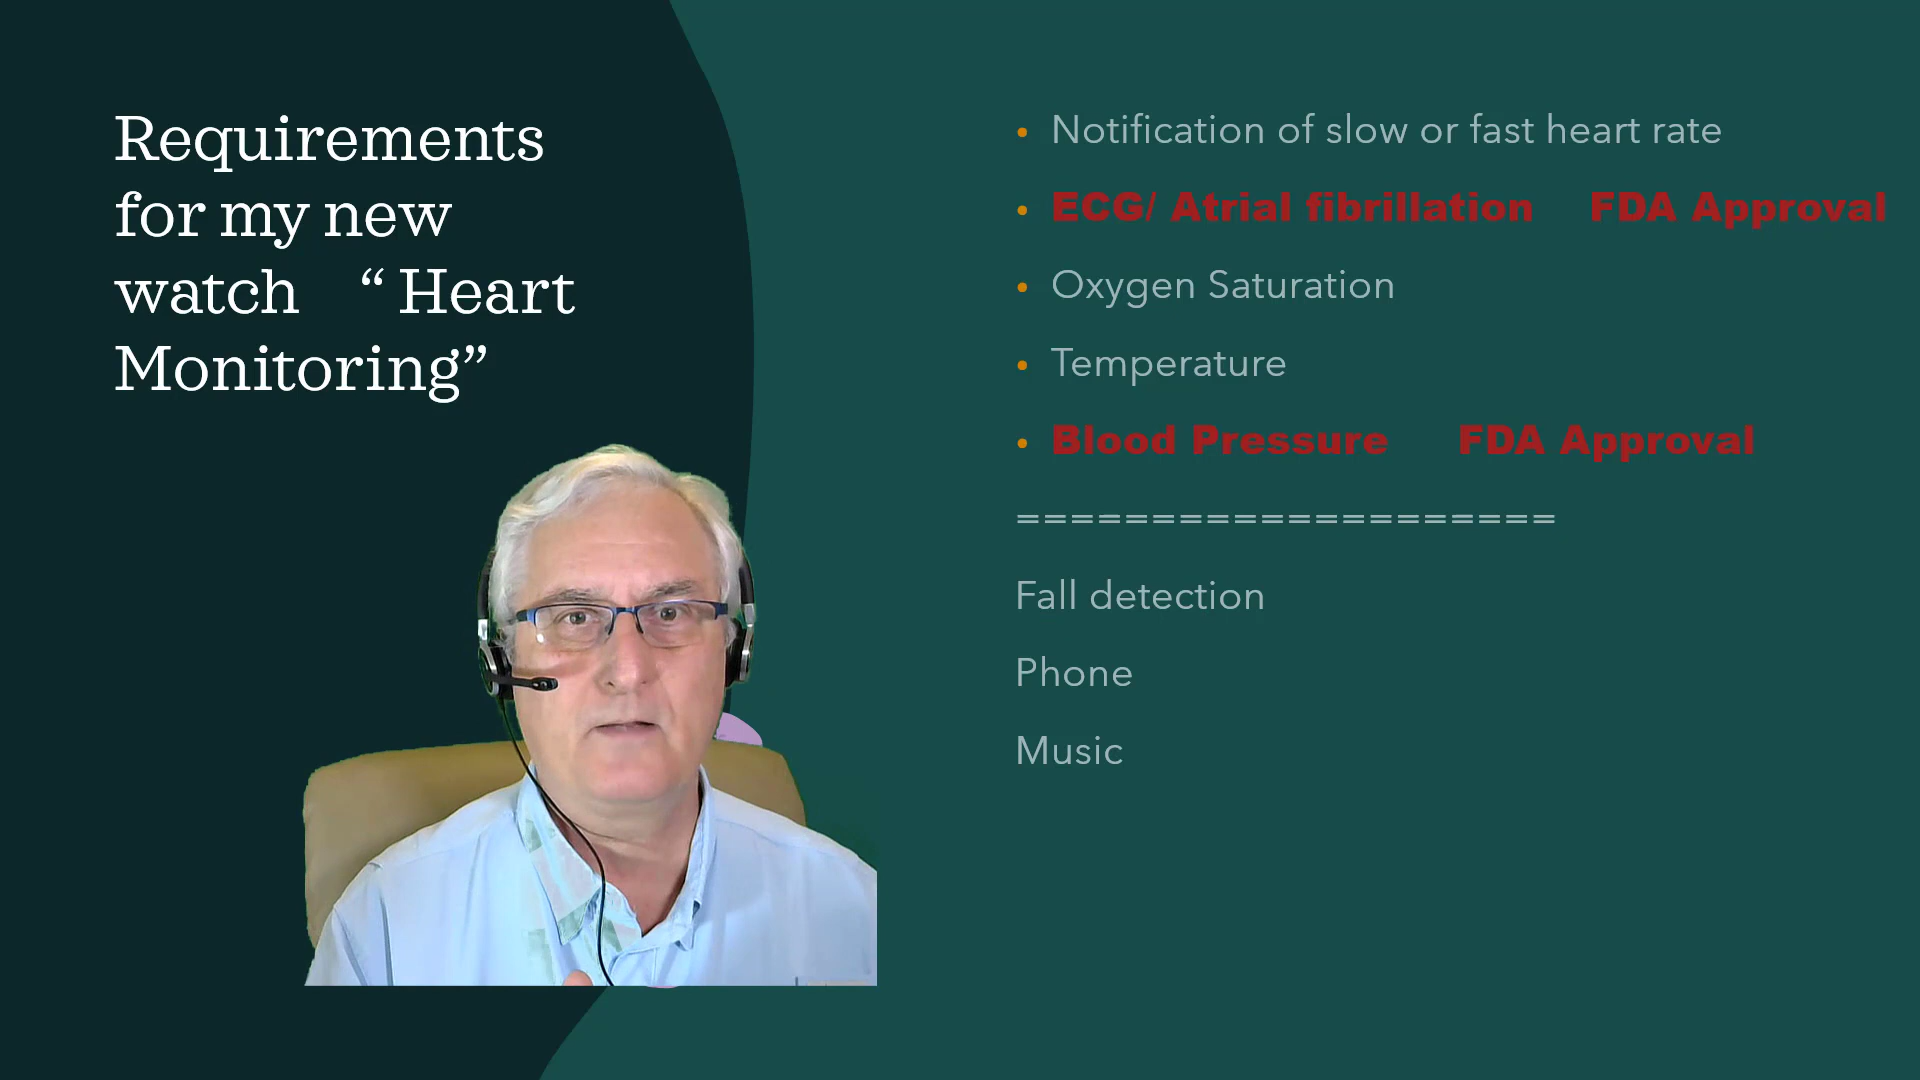 Requirements
for my new
watch “ Heart
Monitoring”
• Notification of slow or fast heart rate
• ECG/ Atrial fibrillation FDA Approval
• Oxygen Saturation
• Temperature
• Blood Pressure FDA Approval
====================
Fall detection
Phone
Music